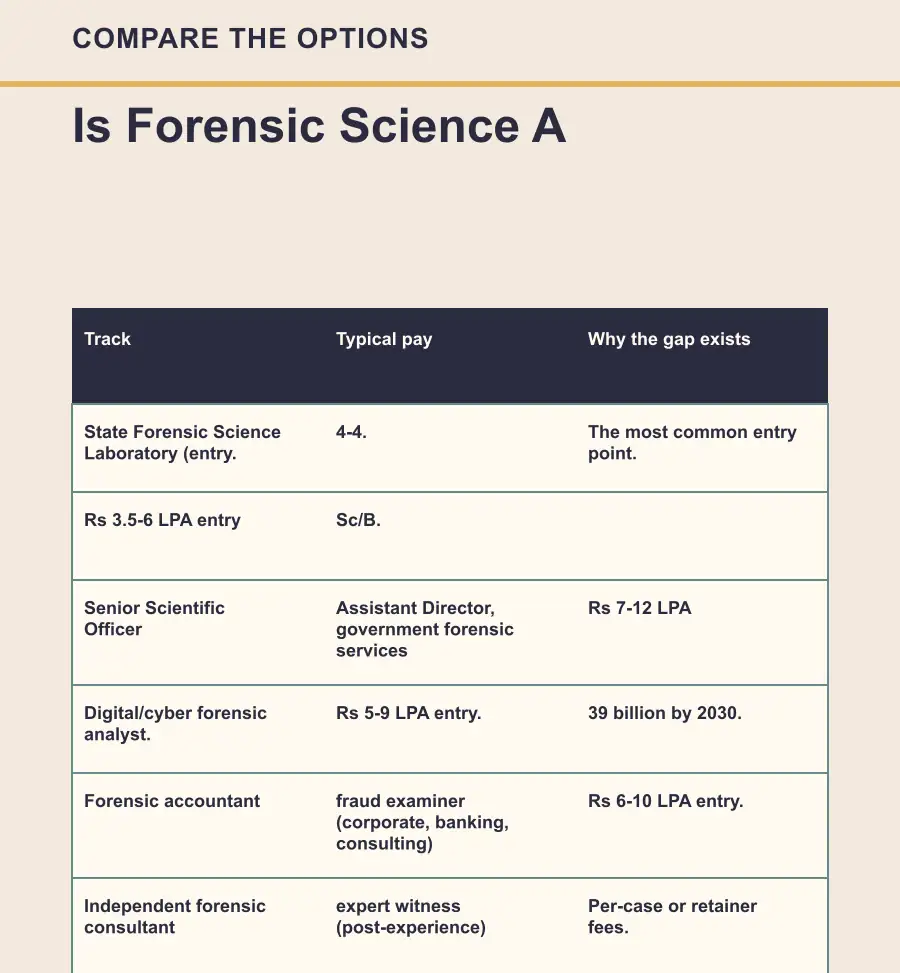 COMPARE THE OPTIONS
Is Forensic Science A
Track
Typical pay
Why the gap exists
State Forensic Science
Laboratory (entry.
4-4.
The most common entry
point.
Rs 3.5-6 LPA entry
Sc/B.
Senior Scientific
Officer
Assistant Director,
government forensic
services
Rs 7-12 LPA
Digital/cyber forensic
analyst.
Rs 5-9 LPA entry.
39 billion by 2030.
Forensic accountant
fraud examiner
(corporate, banking,
consulting)
Rs 6-10 LPA entry.
Independent forensic
consultant
expert witness
(post-experience)
Per-case or retainer
fees.